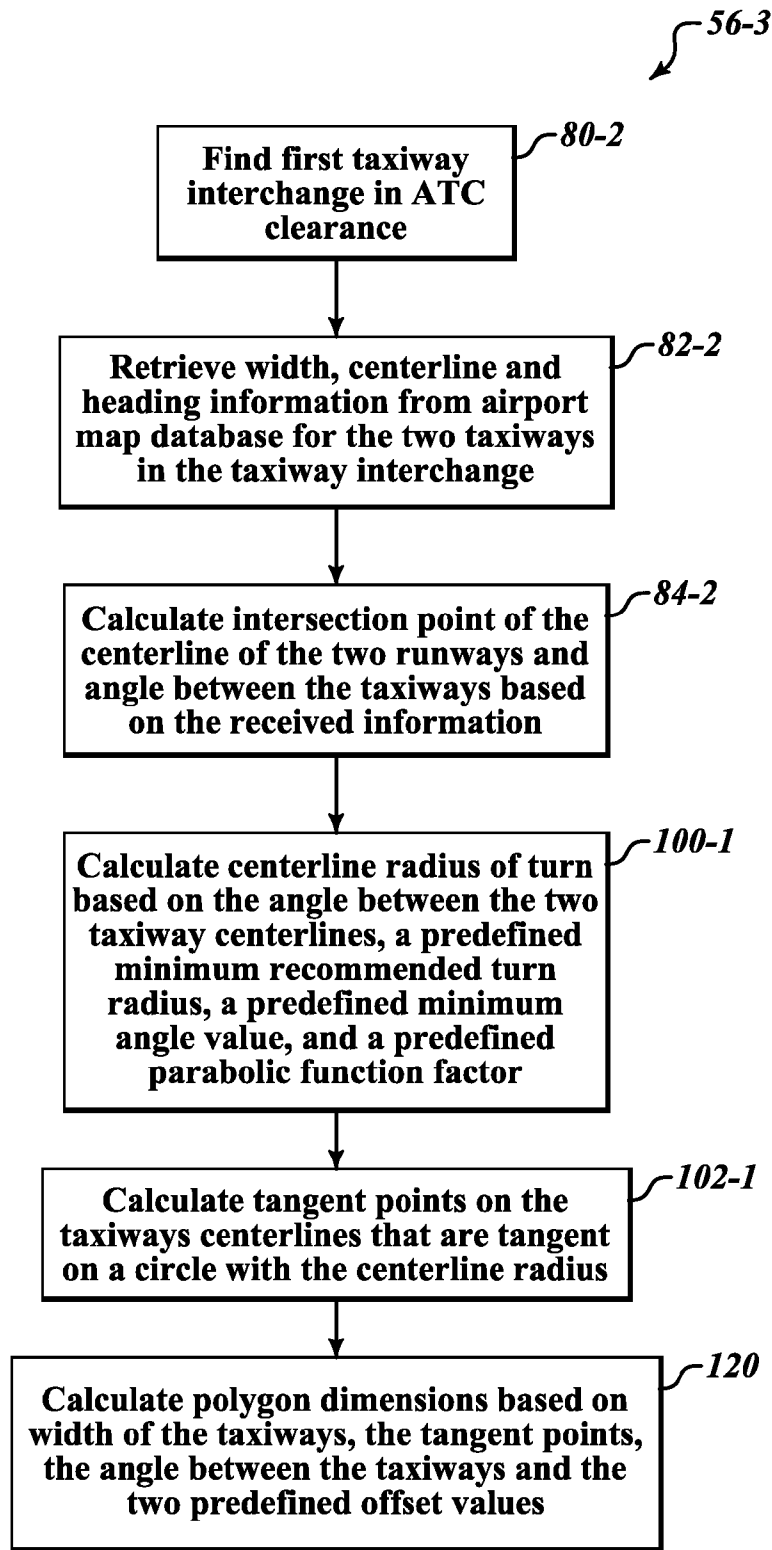 56-3
80-2
Find first taxiway
interchange in ATC
clearance
82-2
Retrieve width, centerline and
heading information from airport
map database for the two taxiways
in the taxiway interchange
84-2
Calculate intersection point of the
centerline of the two runways and
angle between the taxiways based
on the received information
100-1
Calculate centerline radius of turn
based on the angle between the two
taxiway centerlines, a predefined
minimum recommended turn
radius, a predefined minimum
angle value, and a predefined
parabolic function factor
102-1
Calculate tangent points on the
taxiways centerlines that are tangent
on a circle with the centerline radius
120
Calculate polygon dimensions based on
width of the taxiways, the tangent points,
the angle between the taxiways and the
two predefined offset values